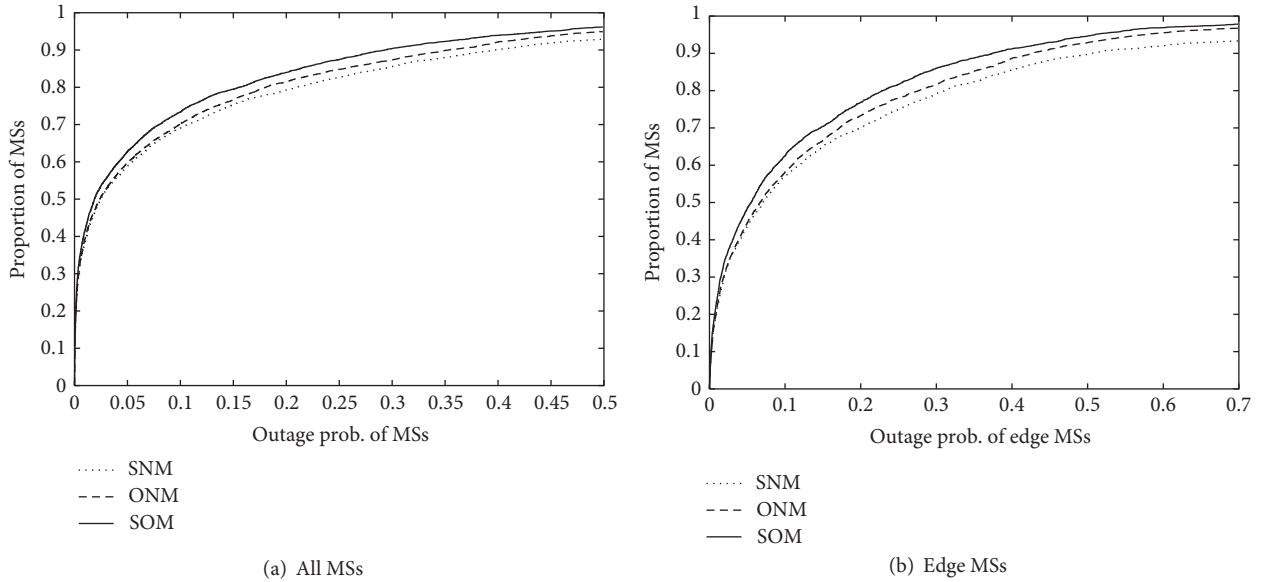 1
0.9
0.8
0.7
0.6
0.5
0.4
0.3
0.2
0.1
0
Proportion of MSs
0 0.05 0.1 0.15 0.2 0.25 0.3 0.35 0.4 0.45 0.5
Outage prob. of MSs
SNM
ONM
SOM
(a) All MSs
1
0.9
0.8
0.7
0.6
0.5
0.4
0.3
0.2
0.1
0
Proportion of MSs
0 0.1 0.2 0.3 0.4 0.5 0.6 0.7
Outage prob. of edge MSs
SNM
ONM
SOM
(b) Edge MSs